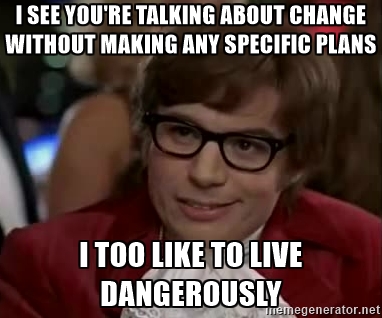 I SEE YOU'RE TALKING ABOUT CHANGE
WITHOUT MAKING ANY SPECIFIC PLANS
I TOO LIKE TO LIVE
DANGEROUSLY
memegenerator.net